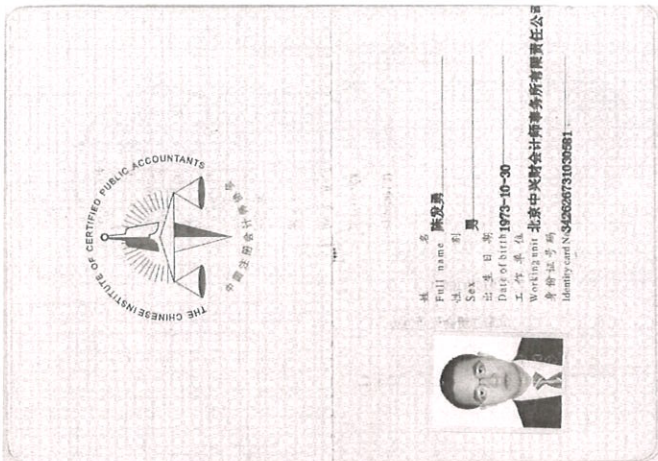 THE CHINESE INSTITUTE OF CERTIFIED PUBLIC ACCOUNTANTS
中国注册会计师协会
姓 名
Full name 陈发勇
性 别
Sex 男
出 生 日 期
Date of birth 1973-10-30
工 作 单 位
Working unit 北京中兴财会计师事务所有限责任公司
身 份 证 号 码
Identity card No 342626731030581